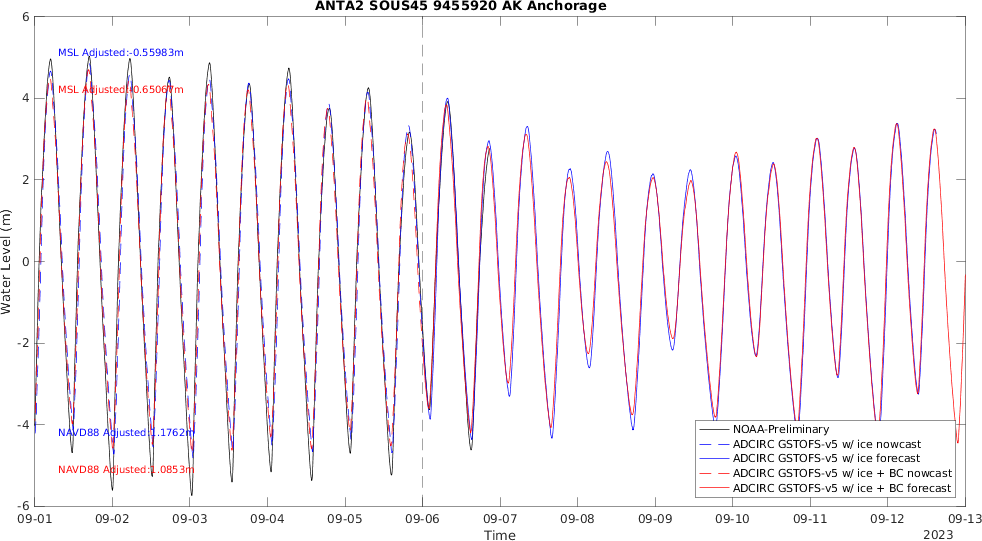 ANTA2 SOUS45 9455920 AK Anchorage
6
MSL Adjusted:-0.55983m
MSL Adjusted:-0.65067m
4
2
Water Level (m)
0
-2
-4
NAVD88 Adjusted:1.1762m
NAVD88 Adjusted:1.0853m
-6
NOAA-Preliminary
ADCIRC GSTOFS-v5 w/ ice nowcast
ADCIRC GSTOFS-v5 w/ ice forecast
ADCIRC GSTOFS-v5 w/ ice + BC nowcast
ADCIRC GSTOFS-v5 w/ ice + BC forecast
09-01 09-02 09-03 09-04 09-05 09-06 09-07 09-08 09-09 09-10 09-11 09-12 09-13
Time
2023